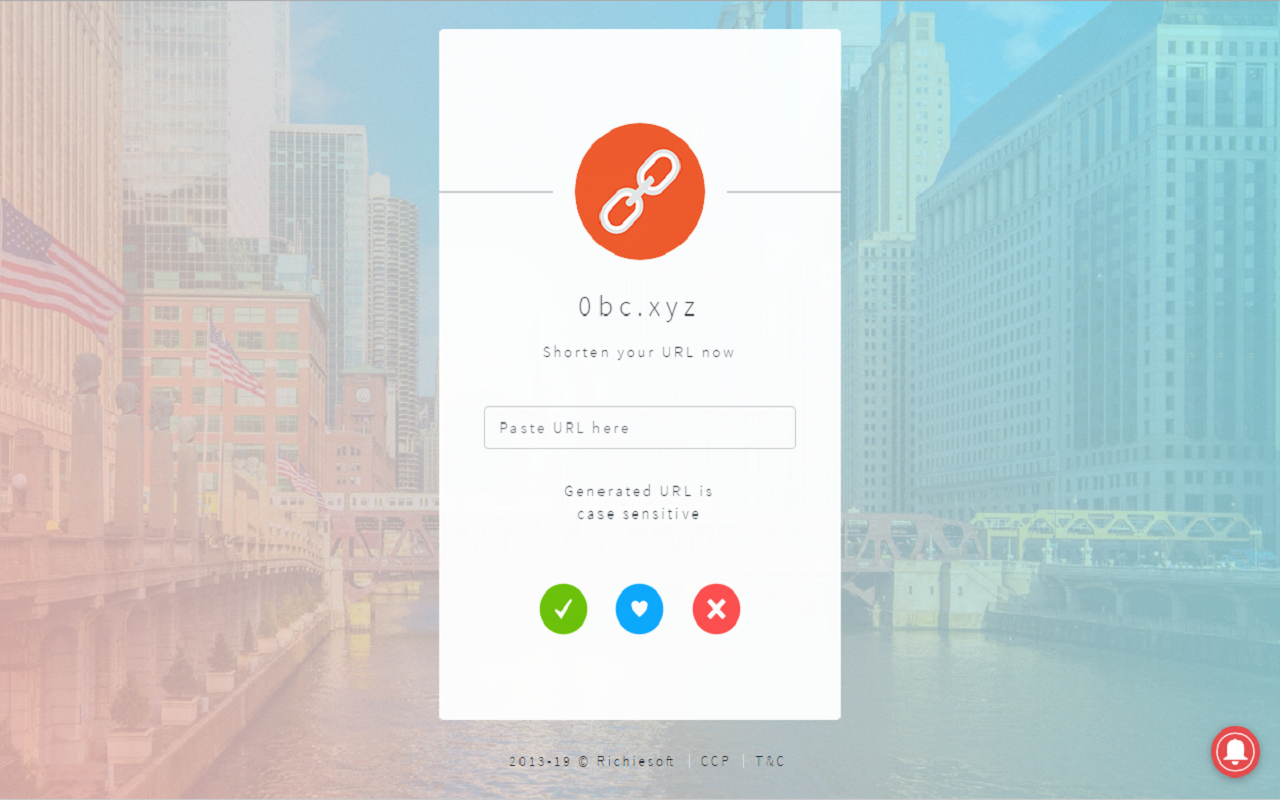 0bc.xyz
Shorten your URL now
Paste URL here
Generated URL is
case sensitive
2013-19 © Richiesoft | CCP | T&C